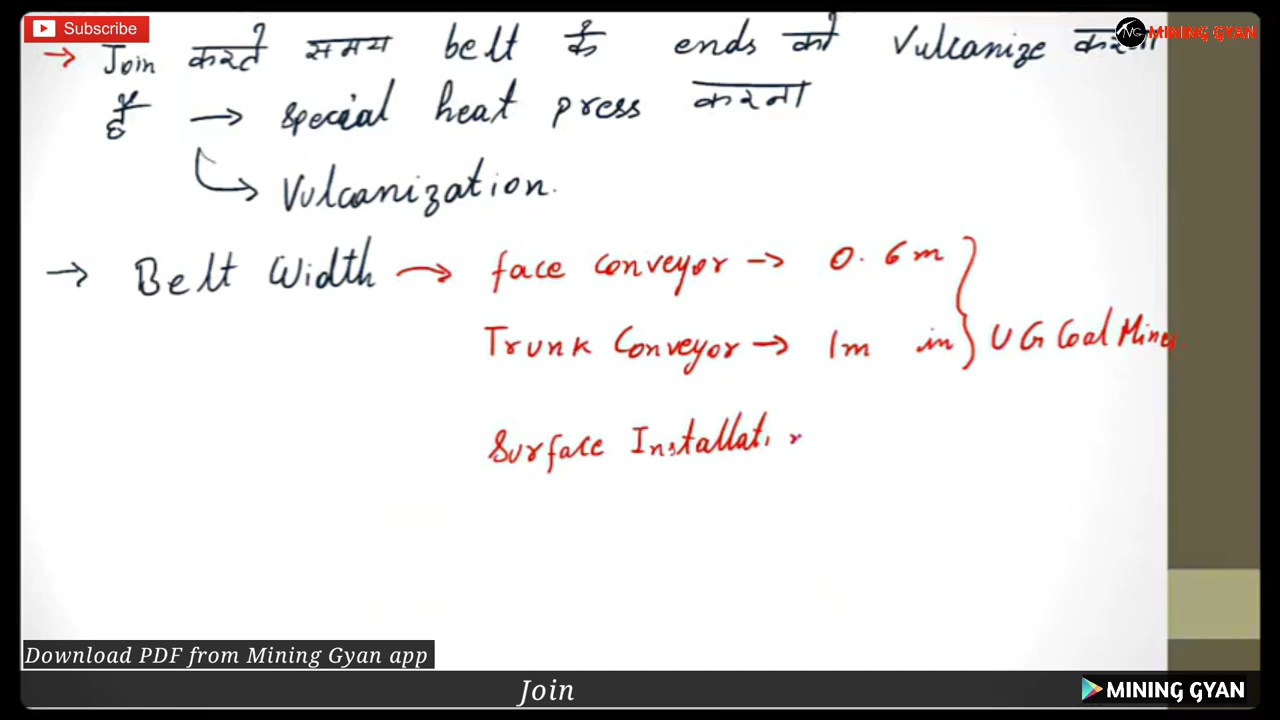 Subscribe
MINING GYAN
→ Join करते समय belt के ends को Vulcanize करना
है → special heat press करना
↳ Vulcanization.
→ Belt Width → face conveyor → 0.6m
Trunk Conveyor → 1m in } UG Coal Mines
Surface Installati
Download PDF from Mining Gyan app
Join
MINING GYAN